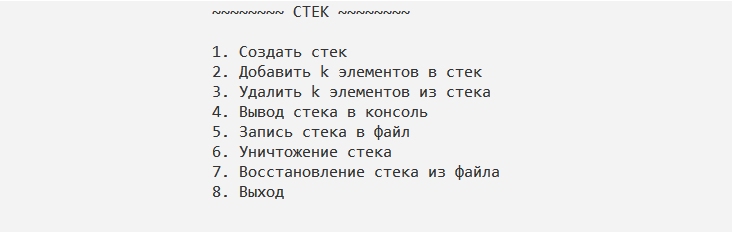 ~~~~~~~~ СТЕК ~~~~~~~~
1. Создать стек
2. Добавить k элементов в стек
3. Удалить k элементов из стека
4. Вывод стека в консоль
5. Запись стека в файл
6. Уничтожение стека
7. Восстановление стека из файла
8. Выход